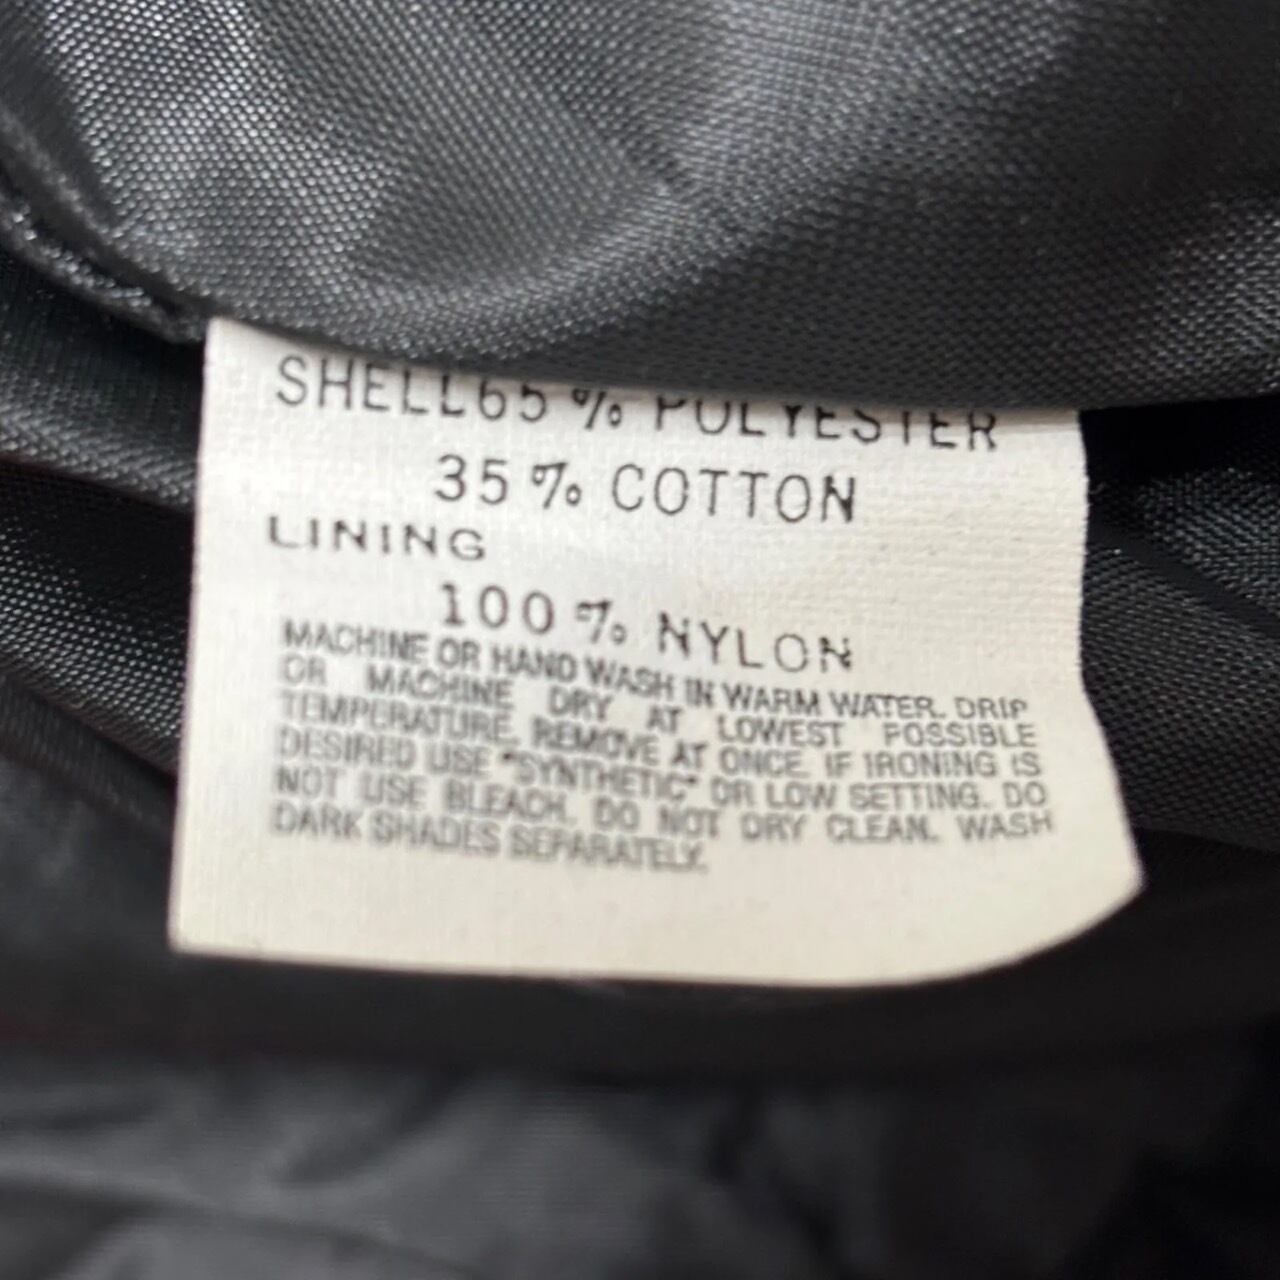 SHELL65 % POLYESTER
35 % COTTON
LINING
100 % NYLON
MACHINE OR HAND WASH IN WARM WATER. DRIP
OR MACHINE DRY AT LOWEST POSSIBLE
TEMPERATURE. REMOVE AT ONCE. IF IRONING IS
DESIRED USE "SYNTHETIC" OR LOW SETTING. DO
NOT USE BLEACH. DO NOT DRY CLEAN. WASH
DARK SHADES SEPARATELY.